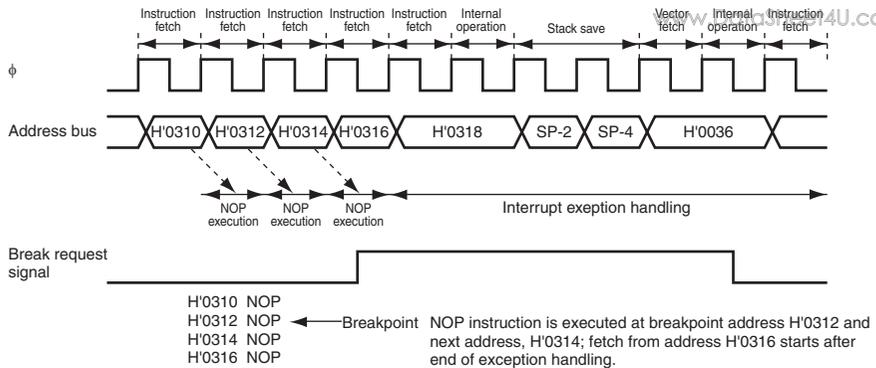 Instruction fetch
Instruction fetch
Instruction fetch
Instruction fetch
Instruction fetch
Internal operation
Stack save
Vector fetch
Internal operation
Instruction fetch
www.DataSheet4U.co
φ
Address bus
H'0310
H'0312
H'0314
H'0316
H'0318
SP-2
SP-4
H'0036
NOP execution
NOP execution
NOP execution
Interrupt exeption handling
Break request signal
H'0310 NOP
H'0312 NOP
H'0314 NOP
H'0316 NOP
Breakpoint
NOP instruction is executed at breakpoint address H'0312 and
next address, H'0314; fetch from address H'0316 starts after
end of exception handling.